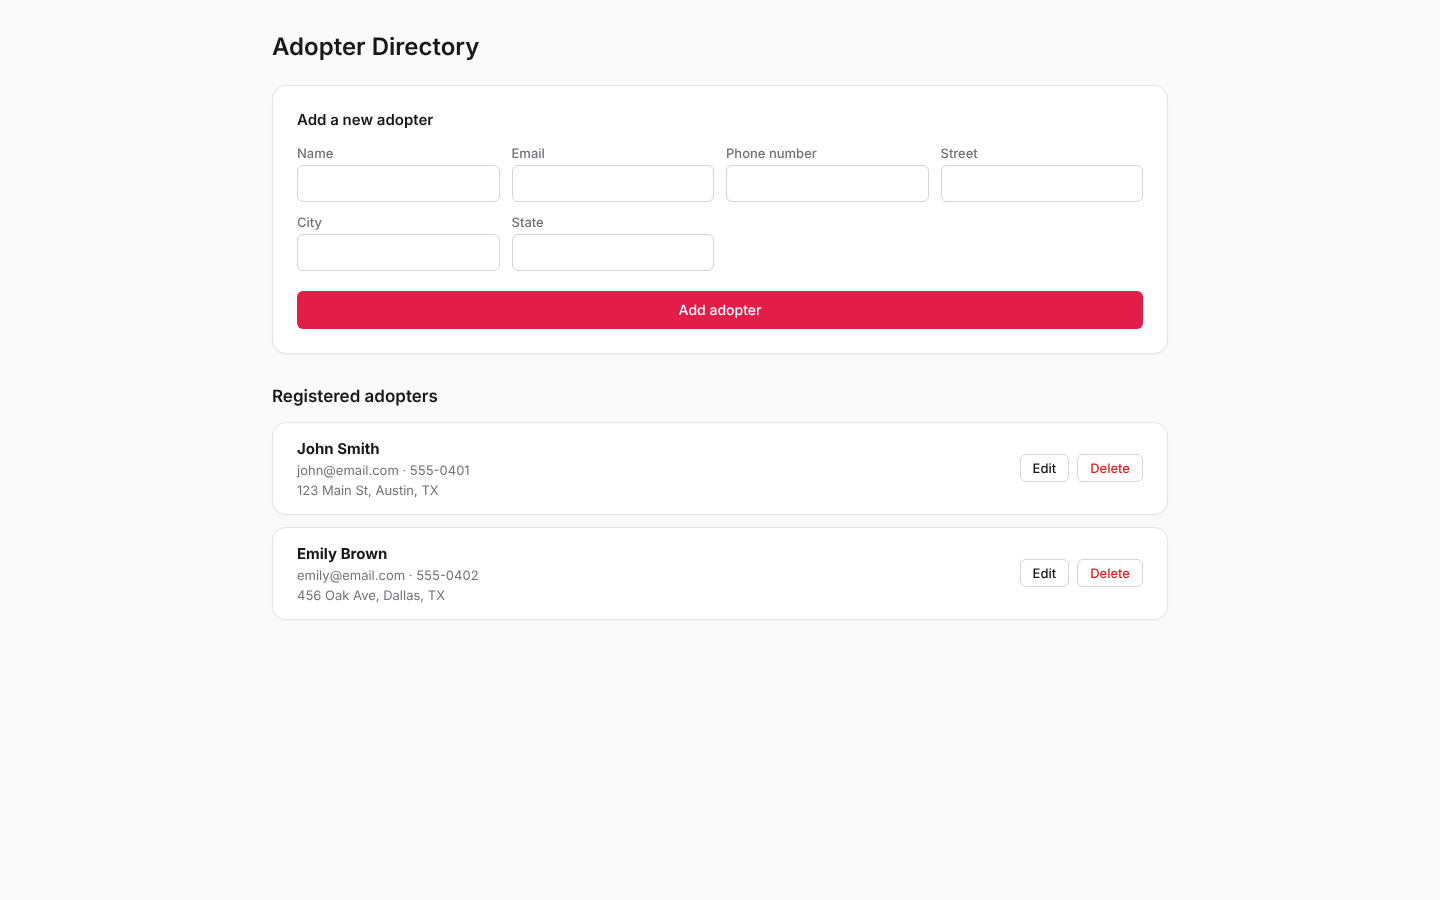 Adopter Directory
Add a new adopter
Name
Email
Phone number
Street
City
State
Add adopter
Registered adopters
John Smith
john@email.com · 555-0401
123 Main St, Austin, TX
Edit
Delete
Emily Brown
emily@email.com · 555-0402
456 Oak Ave, Dallas, TX
Edit
Delete